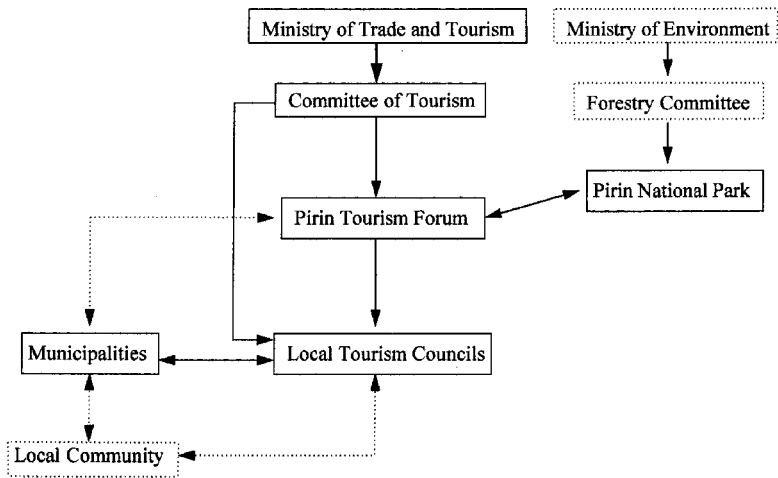 Ministry of Trade and Tourism
Ministry of Environment
Committee of Tourism
Forestry Committee
Pirin National Park
Pirin Tourism Forum
Municipalities
Local Tourism Councils
Local Community